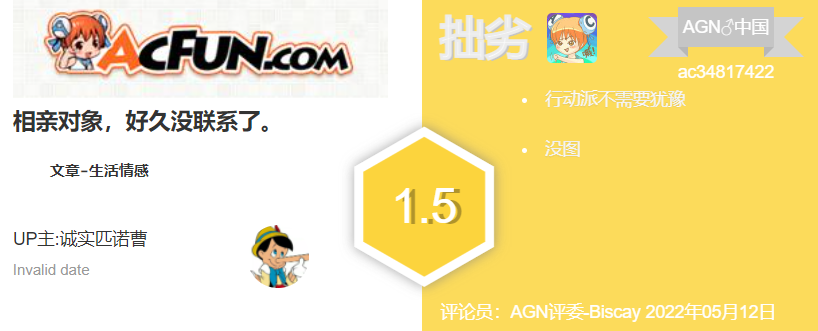 AcFun.com
相亲对象，好久没联系了。
文章-生活情感
UP主:诚实匹诺曹
Invalid date
1.5
拙劣
AGN♂中国
ac34817422
行动派不需要犹豫
没图
评论员：AGN评委-Biscay 2022年05月12日